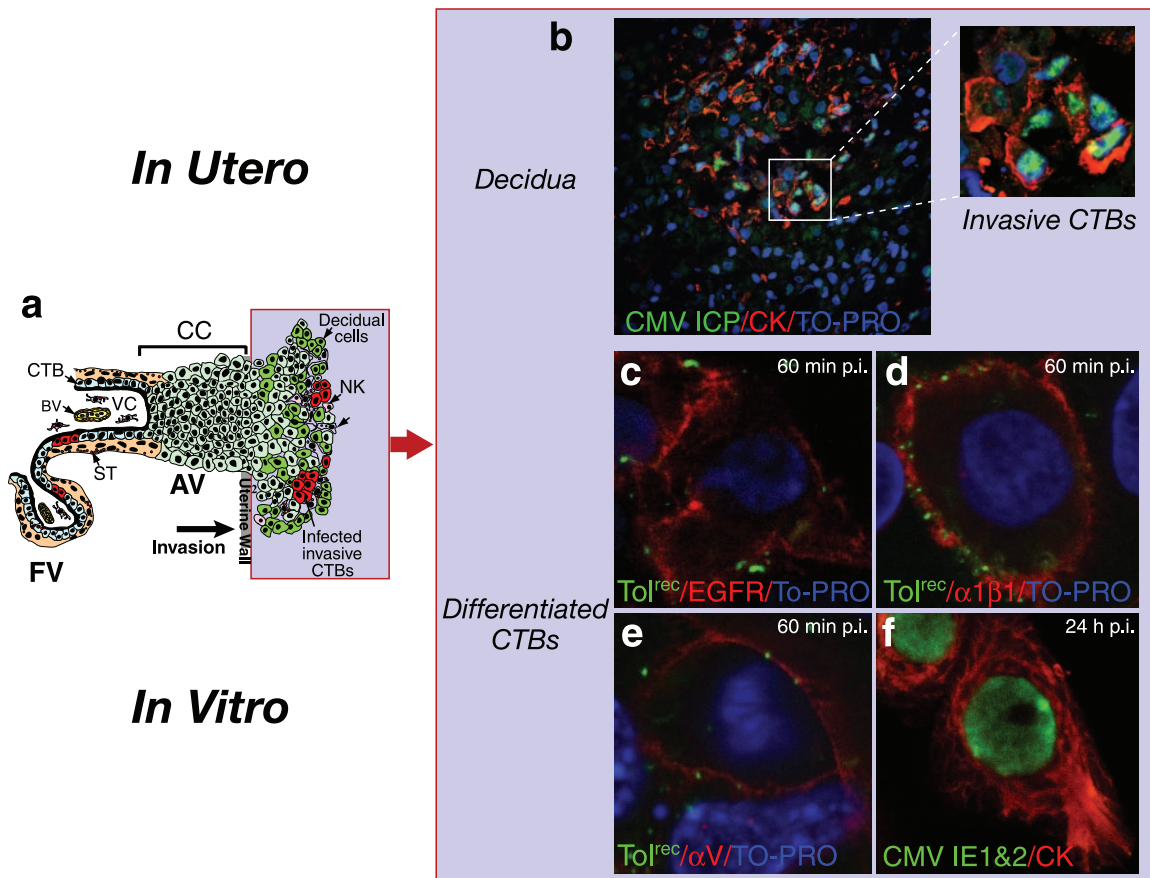 In Utero
a
CC
CTB
BV
VC
ST
AV
FV
Invasion
Uterine Wall
Decidual
cells
NK
Infected
invasive
CTBs
In Vitro
b
Decidua
CMV ICP/CK/TO-PRO
Invasive CTBs
Differentiated
CTBs
c
60 min p.i.
Tolrec/EGFR/To-PRO
d
60 min p.i.
Tolrec/α1β1/TO-PRO
e
60 min p.i.
Tolrec/αV/TO-PRO
f
24 h p.i.
CMV IE1&2/CK